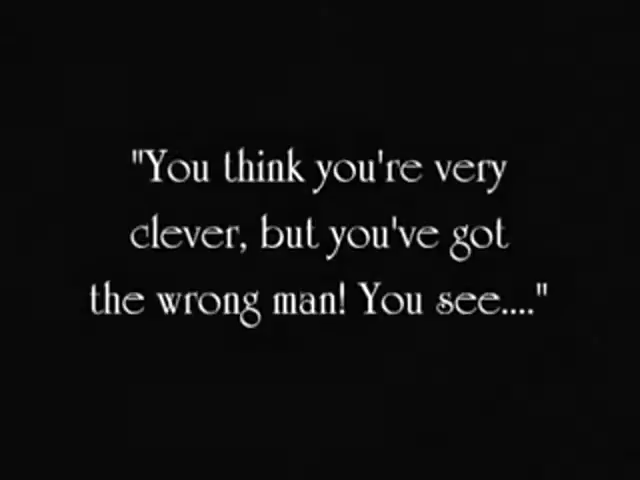 "You think you're very
clever, but you've got
the wrong man! You see...."